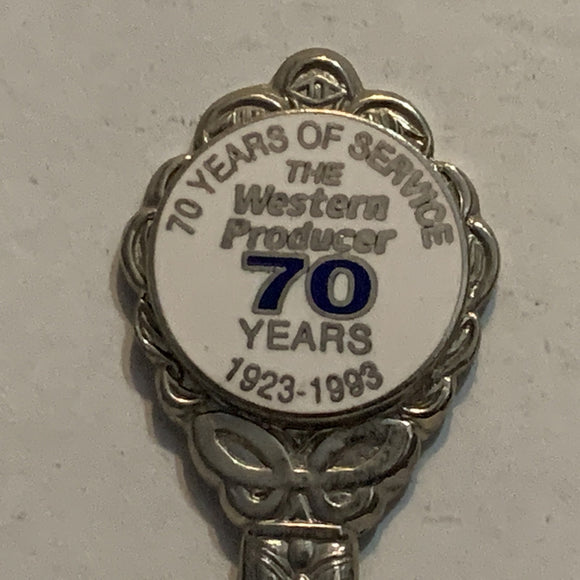 70 YEARS OF SERVICE
THE
Western
Producer
70
YEARS
1923-1993